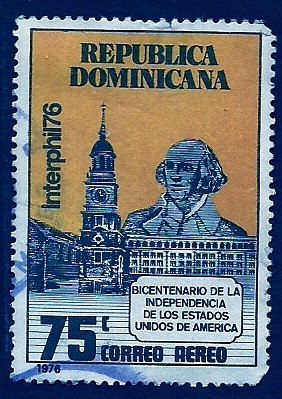 REPUBLICA
DOMINICANA
Interphil76
BICENTENARIO DE LA
INDEPENDENCIA
DE LOS ESTADOS
UNIDOS DE AMERICA
75c
CORREO AEREO
1976